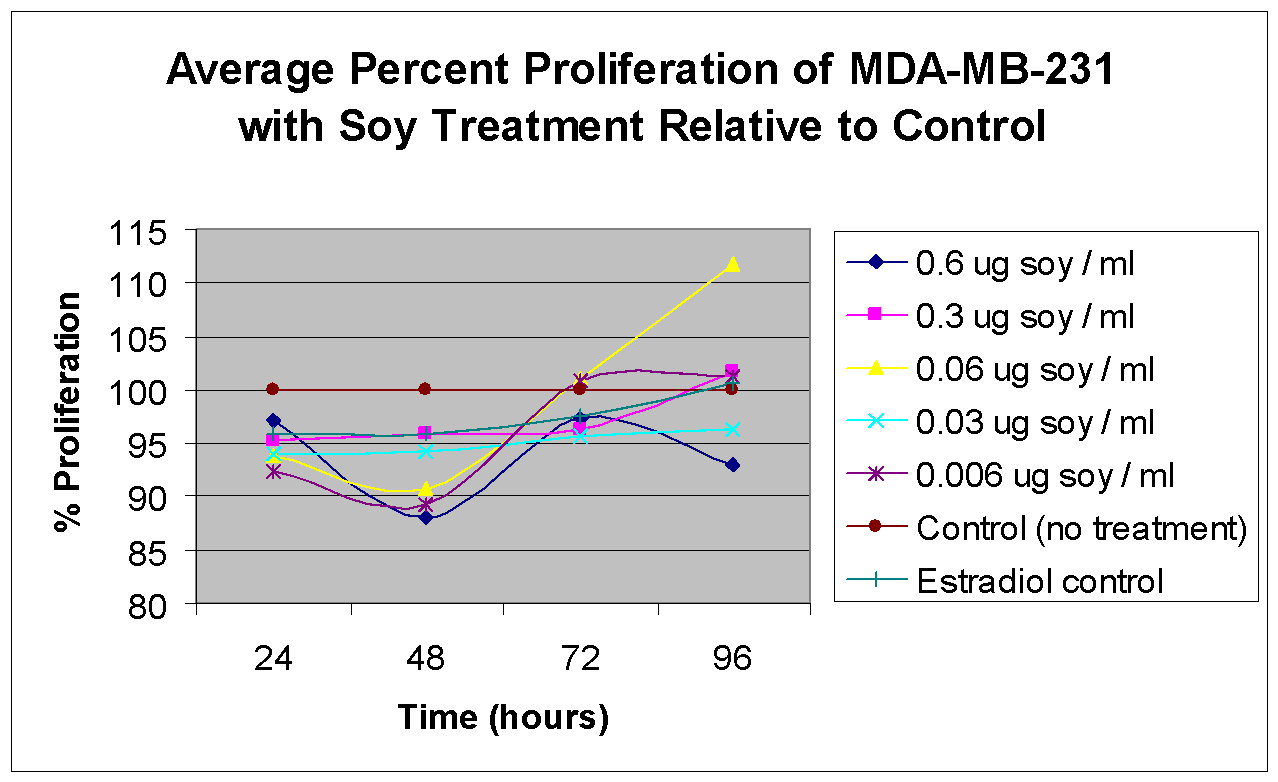 Average Percent Proliferation of MDA-MB-231
with Soy Treatment Relative to Control
115
110
105
100
95
90
85
80
% Proliferation
24 48 72 96
Time (hours)
0.6 ug soy / ml
0.3 ug soy / ml
0.06 ug soy / ml
0.03 ug soy / ml
0.006 ug soy / ml
Control (no treatment)
Estradiol control